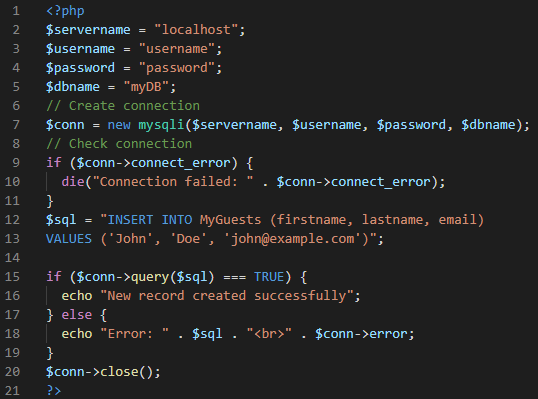 1 <?php
2 $servername = "localhost";
3 $username = "username";
4 $password = "password";
5 $dbname = "myDB";
6 // Create connection
7 $conn = new mysqli($servername, $username, $password, $dbname);
8 // Check connection
9 if ($conn->connect_error) {
10   die("Connection failed: " . $conn->connect_error);
11 }
12 $sql = "INSERT INTO MyGuests (firstname, lastname, email)
13 VALUES ('John', 'Doe', 'john@example.com')";
14
15 if ($conn->query($sql) === TRUE) {
16   echo "New record created successfully";
17 } else {
18   echo "Error: " . $sql . "<br>" . $conn->error;
19 }
20 $conn->close();
21 ?>